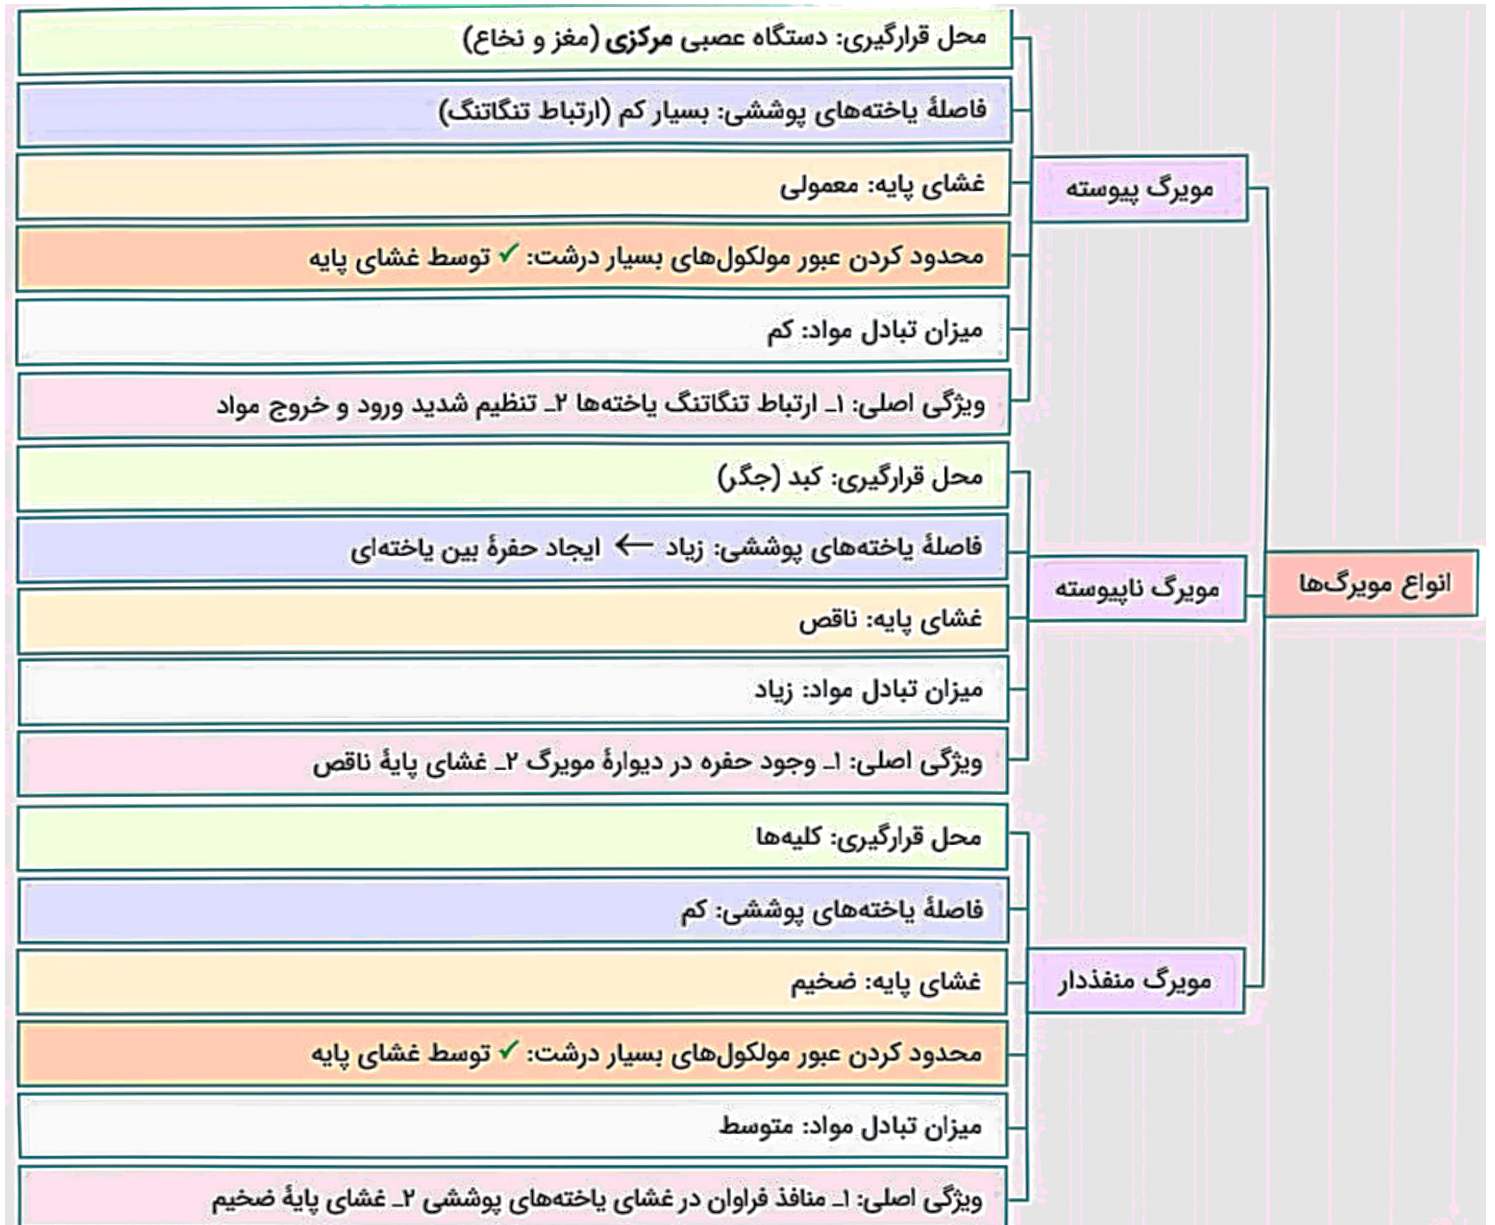 انواع مویرگ‌ها
مویرگ پیوسته
محل قرارگیری: دستگاه عصبی مرکزی (مغز و نخاع)
فاصلهٔ یاخته‌های پوششی: بسیار کم (ارتباط تنگاتنگ)
غشای پایه: معمولی
محدود کردن عبور مولکول‌های بسیار درشت: ✓ توسط غشای پایه
میزان تبادل مواد: کم
ویژگی اصلی: ۱ـ ارتباط تنگاتنگ یاخته‌ها ۲ـ تنظیم شدید ورود و خروج مواد
مویرگ ناپیوسته
محل قرارگیری: کبد (جگر)
فاصلهٔ یاخته‌های پوششی: زیاد ← ایجاد حفرهٔ بین یاخته‌ای
غشای پایه: ناقص
میزان تبادل مواد: زیاد
ویژگی اصلی: ۱ـ وجود حفره در دیوارهٔ مویرگ ۲ـ غشای پایهٔ ناقص
مویرگ منفذدار
محل قرارگیری: کلیه‌ها
فاصلهٔ یاخته‌های پوششی: کم
غشای پایه: ضخیم
محدود کردن عبور مولکول‌های بسیار درشت: ✓ توسط غشای پایه
میزان تبادل مواد: متوسط
ویژگی اصلی: ۱ـ منافذ فراوان در غشای یاخته‌های پوششی ۲ـ غشای پایهٔ ضخیم